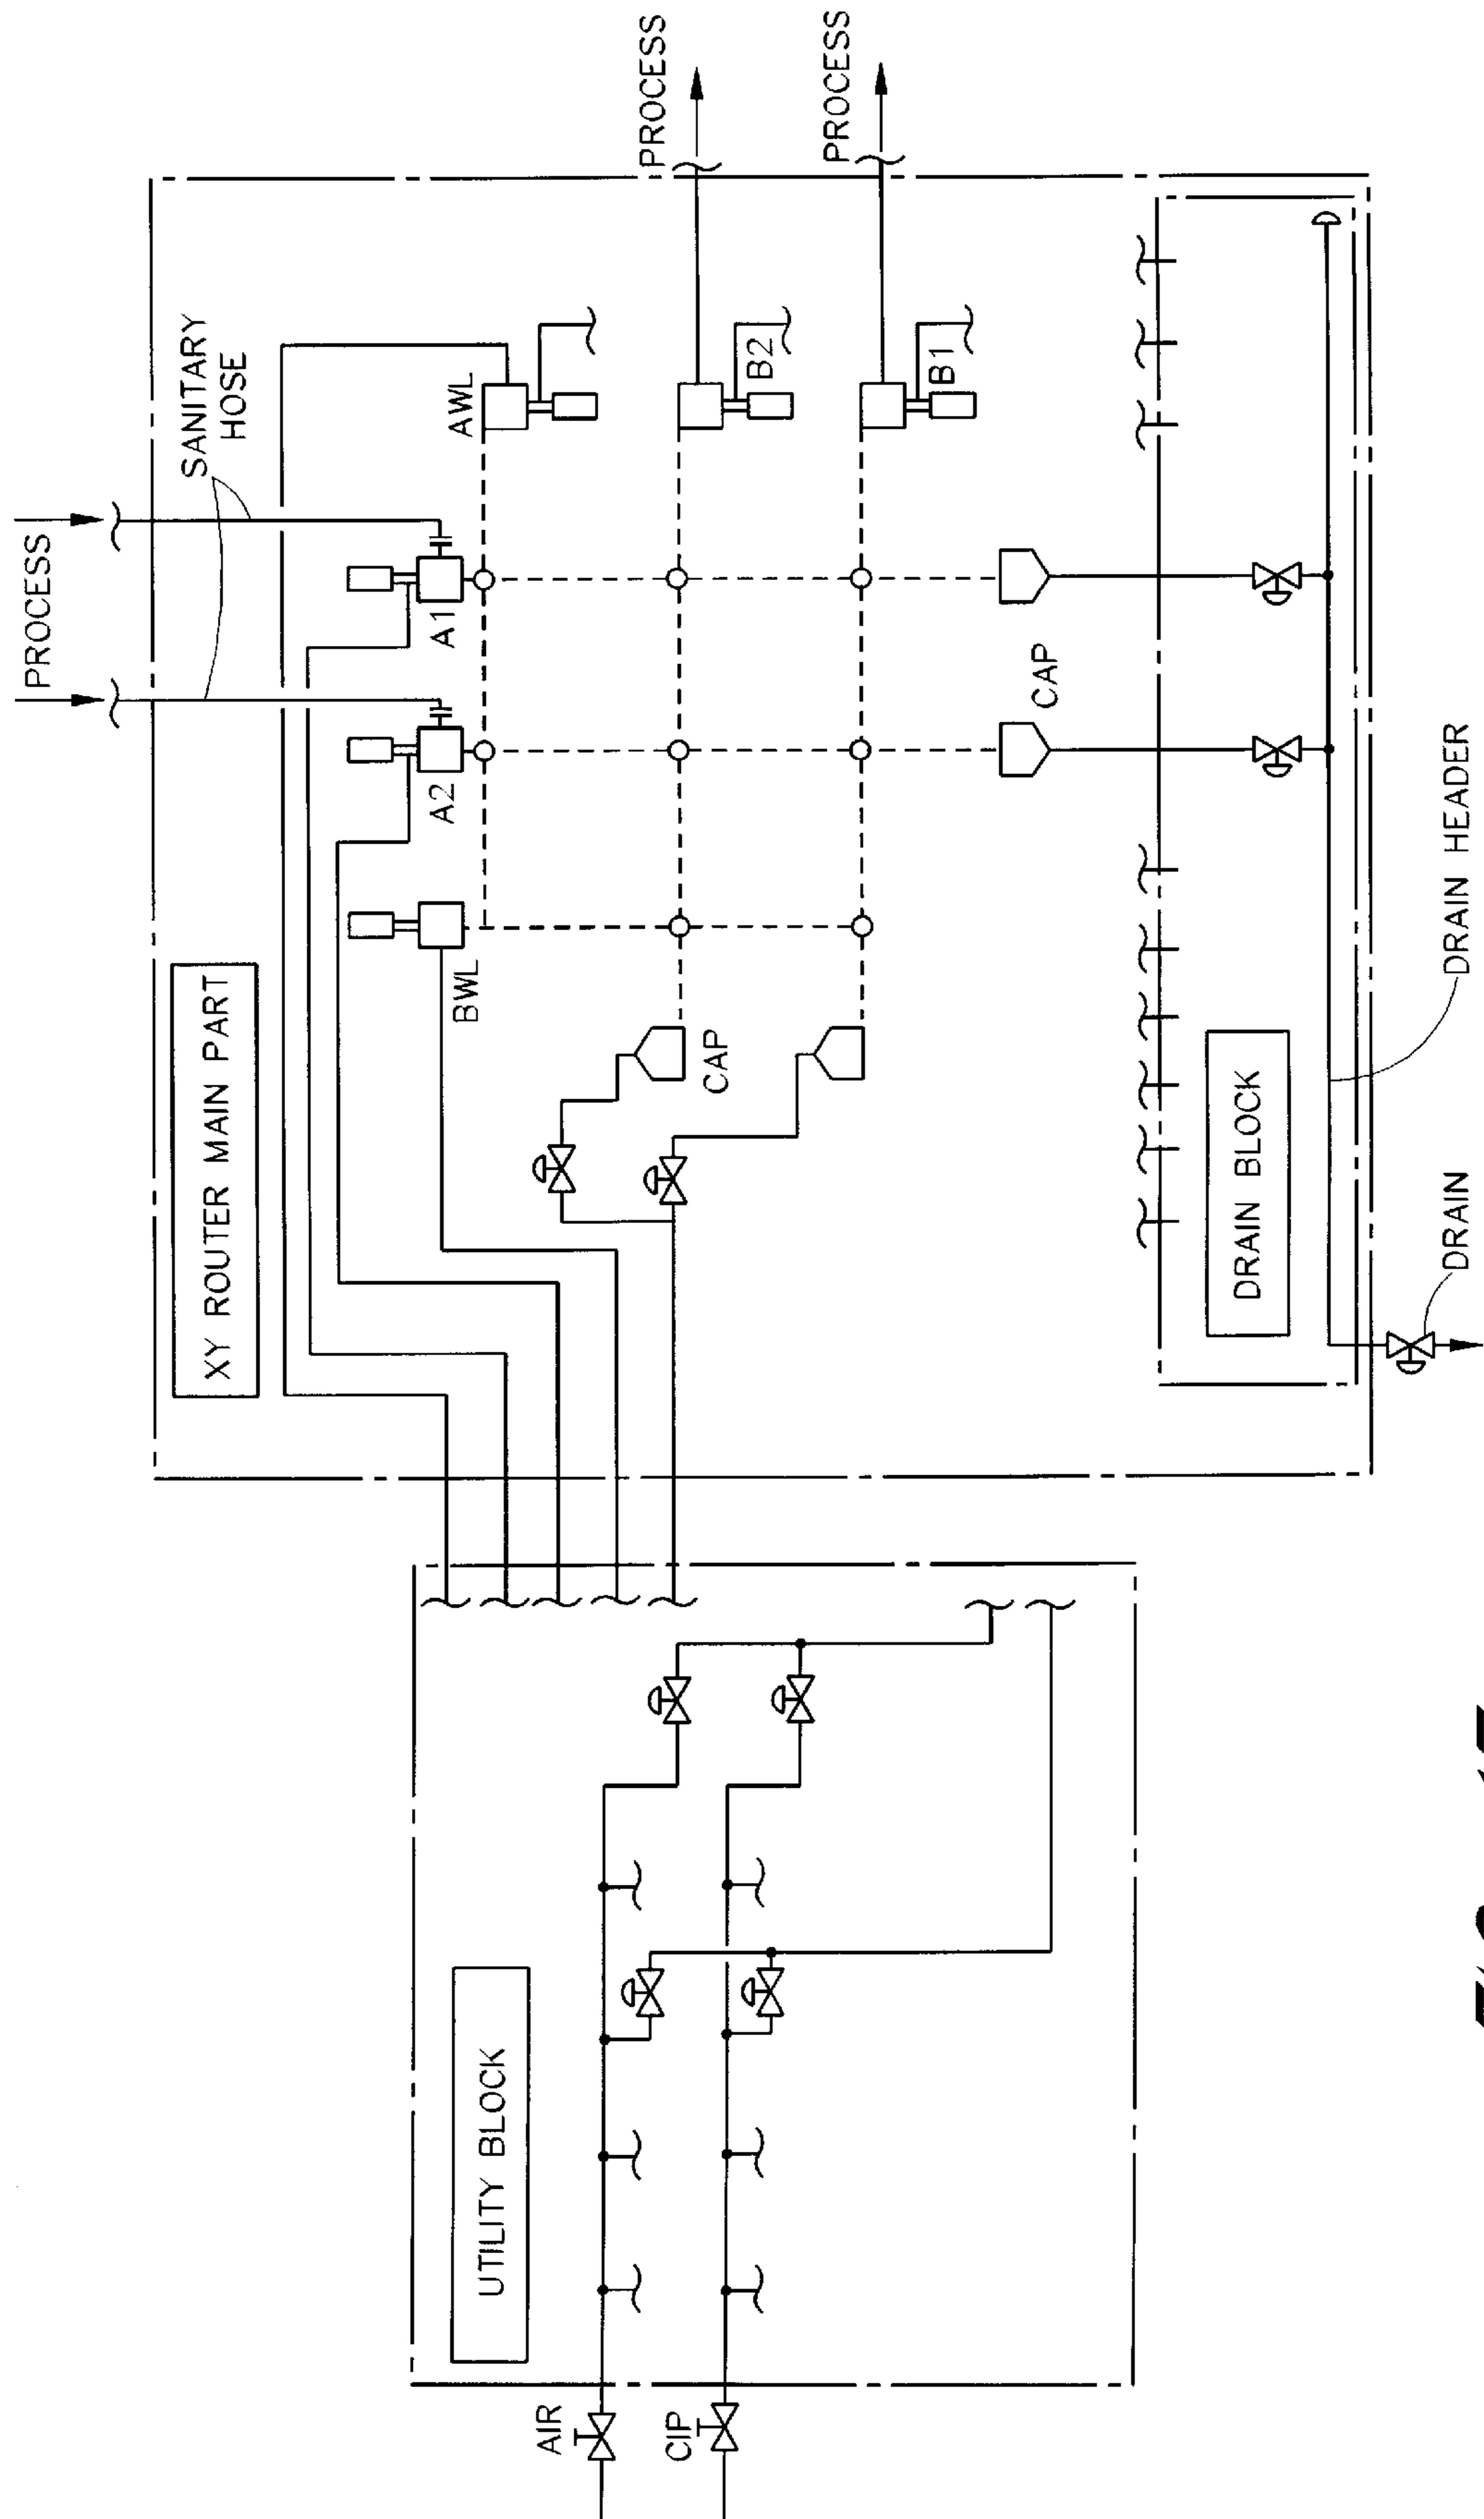 PROCESS
SANITARY
HOSE
PROCESS
PROCESS
XY ROUTER MAIN PART
A1
A2
AWL
BWL
B2
B1
CAP
CAP
UTILITY BLOCK
AIR
CIP
DRAIN BLOCK
DRAIN HEADER
DRAIN